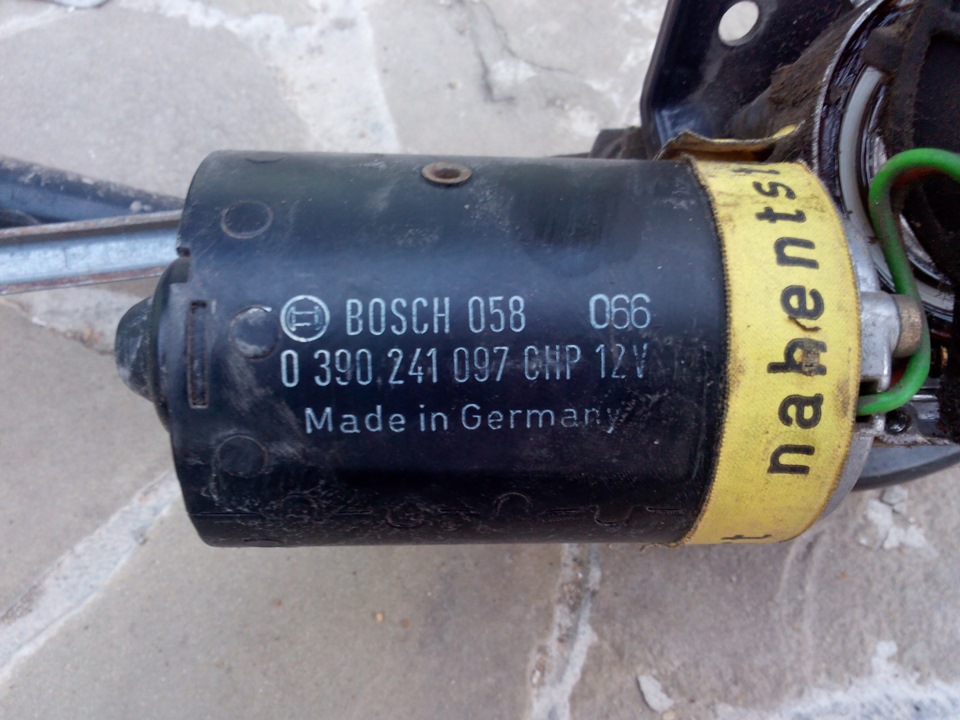 BOSCH 058 066
0 390 241 097 CHP 12V
Made in Germany
nahents